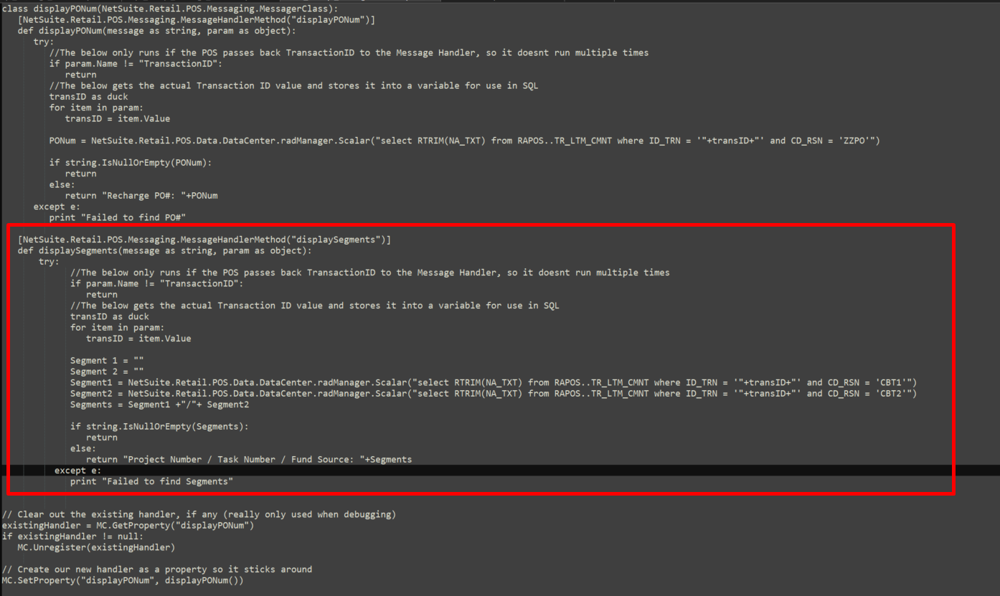 class displayPONum(NetSuite.Retail.POS.Messaging.MessagerClass):
[NetSuite.Retail.POS.Messaging.MessageHandlerMethod("displayPONum")]
def displayPONum(message as string, param as object):
try:
//The below only runs if the POS passes back TransactionID to the Message Handler, so it doesnt run multiple times
if param.Name != "TransactionID":
return
//The below gets the actual Transaction ID value and stores it into a variable for use in SQL
transID as duck
for item in param:
transID = item.Value
PONum = NetSuite.Retail.POS.Data.DataCenter.radManager.Scalar("select RTRIM(NA_TXT) from RAPOS..TR_LTM_CMNT where ID_TRN = '"+transID+"' and CD_RSN = 'ZZPO'")
if string.IsNullOrEmpty(PONum):
return
else:
return "Recharge PO#: "+PONum
except e:
print "Failed to find PO#"
[NetSuite.Retail.POS.Messaging.MessageHandlerMethod("displaySegments")]
def displaySegments(message as string, param as object):
try:
//The below only runs if the POS passes back TransactionID to the Message Handler, so it doesnt run multiple times
if param.Name != "TransactionID":
return
//The below gets the actual Transaction ID value and stores it into a variable for use in SQL
transID as duck
for item in param:
transID = item.Value
Segment 1 = ""
Segment 2 = ""
Segment1 = NetSuite.Retail.POS.Data.DataCenter.radManager.Scalar("select RTRIM(NA_TXT) from RAPOS..TR_LTM_CMNT where ID_TRN = '"+transID+"' and CD_RSN = 'CBT1'")
Segment2 = NetSuite.Retail.POS.Data.DataCenter.radManager.Scalar("select RTRIM(NA_TXT) from RAPOS..TR_LTM_CMNT where ID_TRN = '"+transID+"' and CD_RSN = 'CBT2'")
Segments = Segment1 +"/"+ Segment2
if string.IsNullOrEmpty(Segments):
return
else:
return "Project Number / Task Number / Fund Source: "+Segments
except e:
print "Failed to find Segments"
// Clear out the existing handler, if any (really only used when debugging)
existingHandler = MC.GetProperty("displayPONum")
if existingHandler != null:
MC.Unregister(existingHandler)
// Create our new handler as a property so it sticks around
MC.SetProperty("displayPONum", displayPONum())